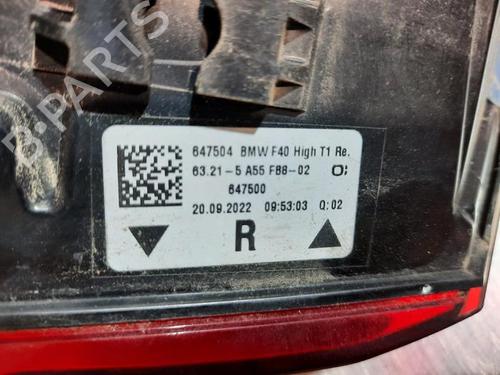 B-PARTS
647504 BMW F40 High T1 Re.
63.21-5 A55 F86-02
647500
20.09.2022 09:53:03 Q:02
R